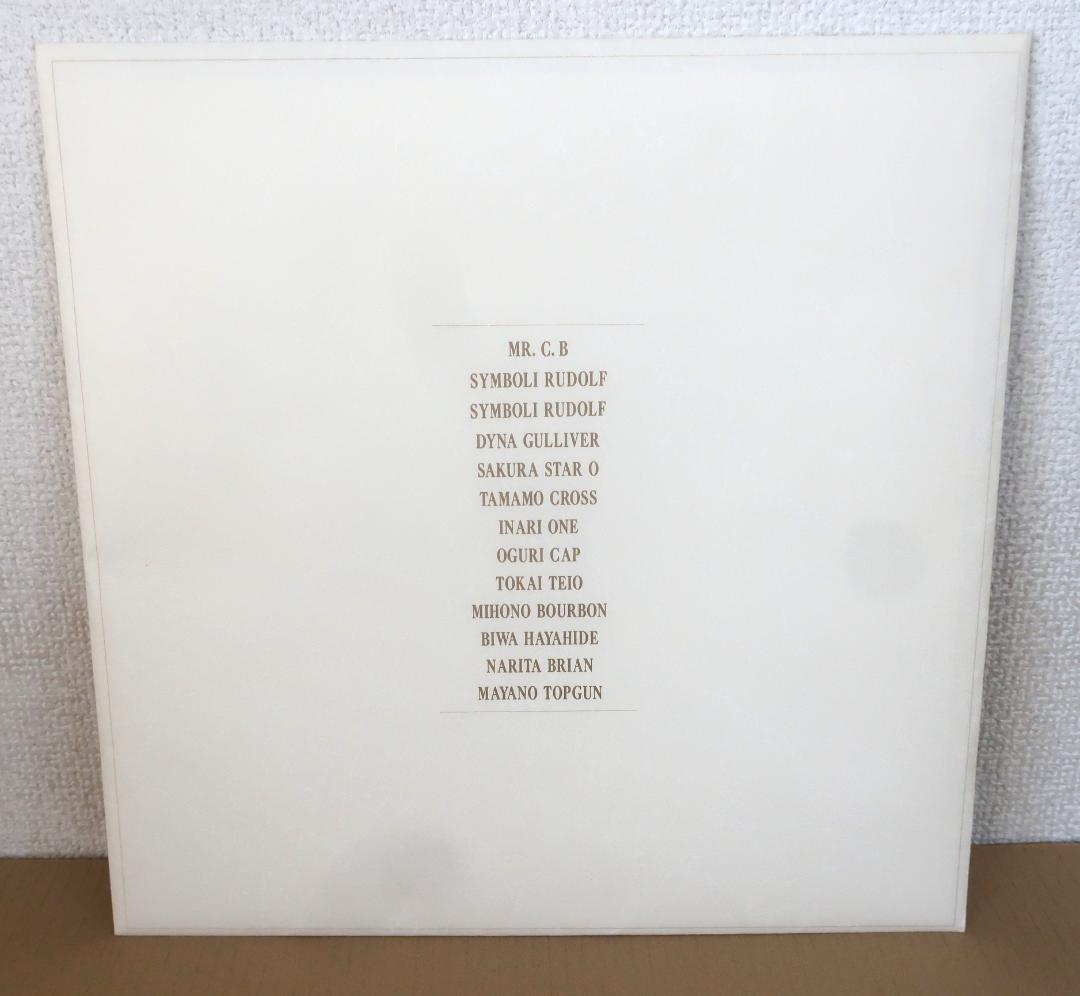 MR. C. B
SYMBOLI RUDOLF
SYMBOLI RUDOLF
DYNA GULLIVER
SAKURA STAR O
TAMAMO CROSS
INARI ONE
OGURI CAP
TOKAI TEIO
MIHONO BOURBON
BIWA HAYAHIDE
NARITA BRIAN
MAYANO TOPGUN